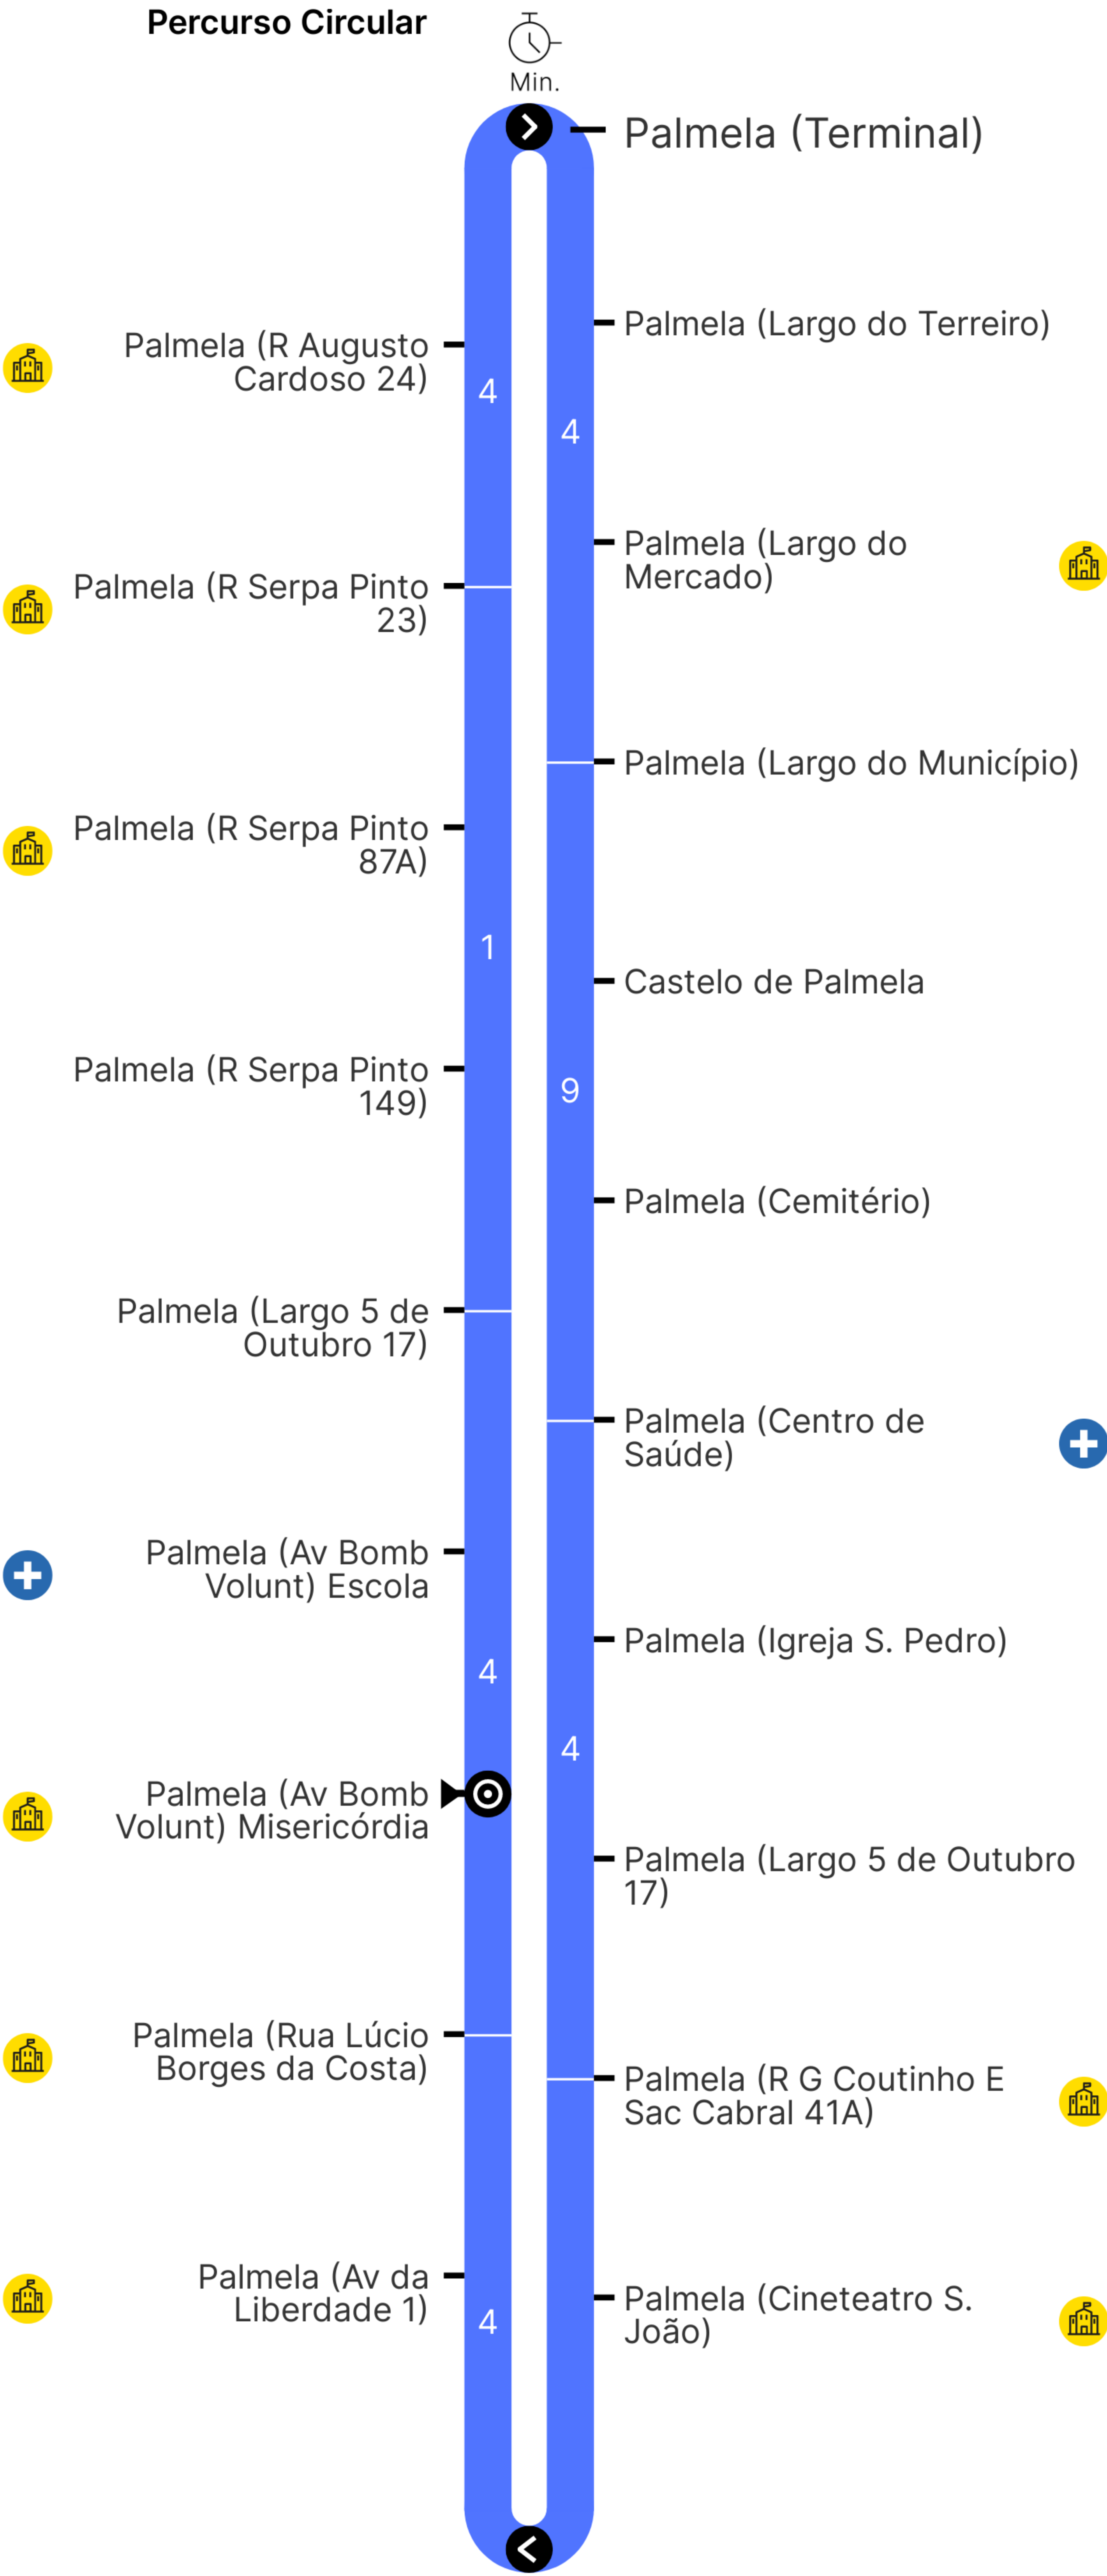 Percurso Circular
Min.
Palmela (Terminal)
Palmela (Largo do Terreiro)
Palmela (R Augusto
Cardoso 24)
4
4
Palmela (Largo do
Mercado)
Palmela (R Serpa Pinto
23)
Palmela (Largo do Município)
Palmela (R Serpa Pinto
87A)
1
Castelo de Palmela
Palmela (R Serpa Pinto
149)
9
Palmela (Cemitério)
Palmela (Largo 5 de
Outubro 17)
Palmela (Centro de
Saúde)
Palmela (Av Bomb
Volunt) Escola
Palmela (Igreja S. Pedro)
4
4
Palmela (Av Bomb
Volunt) Misericórdia
Palmela (Largo 5 de Outubro
17)
Palmela (Rua Lúcio
Borges da Costa)
Palmela (R G Coutinho E
Sac Cabral 41A)
Palmela (Av da
Liberdade 1)
Palmela (Cineteatro S.
João)
4